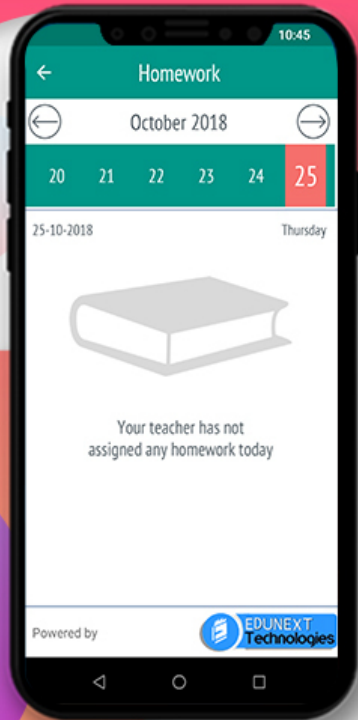 10:45
Homework
October 2018
20 21 22 23 24 25
25-10-2018 Thursday
Your teacher has not
assigned any homework today
Powered by
EDUNEXT
Technologies